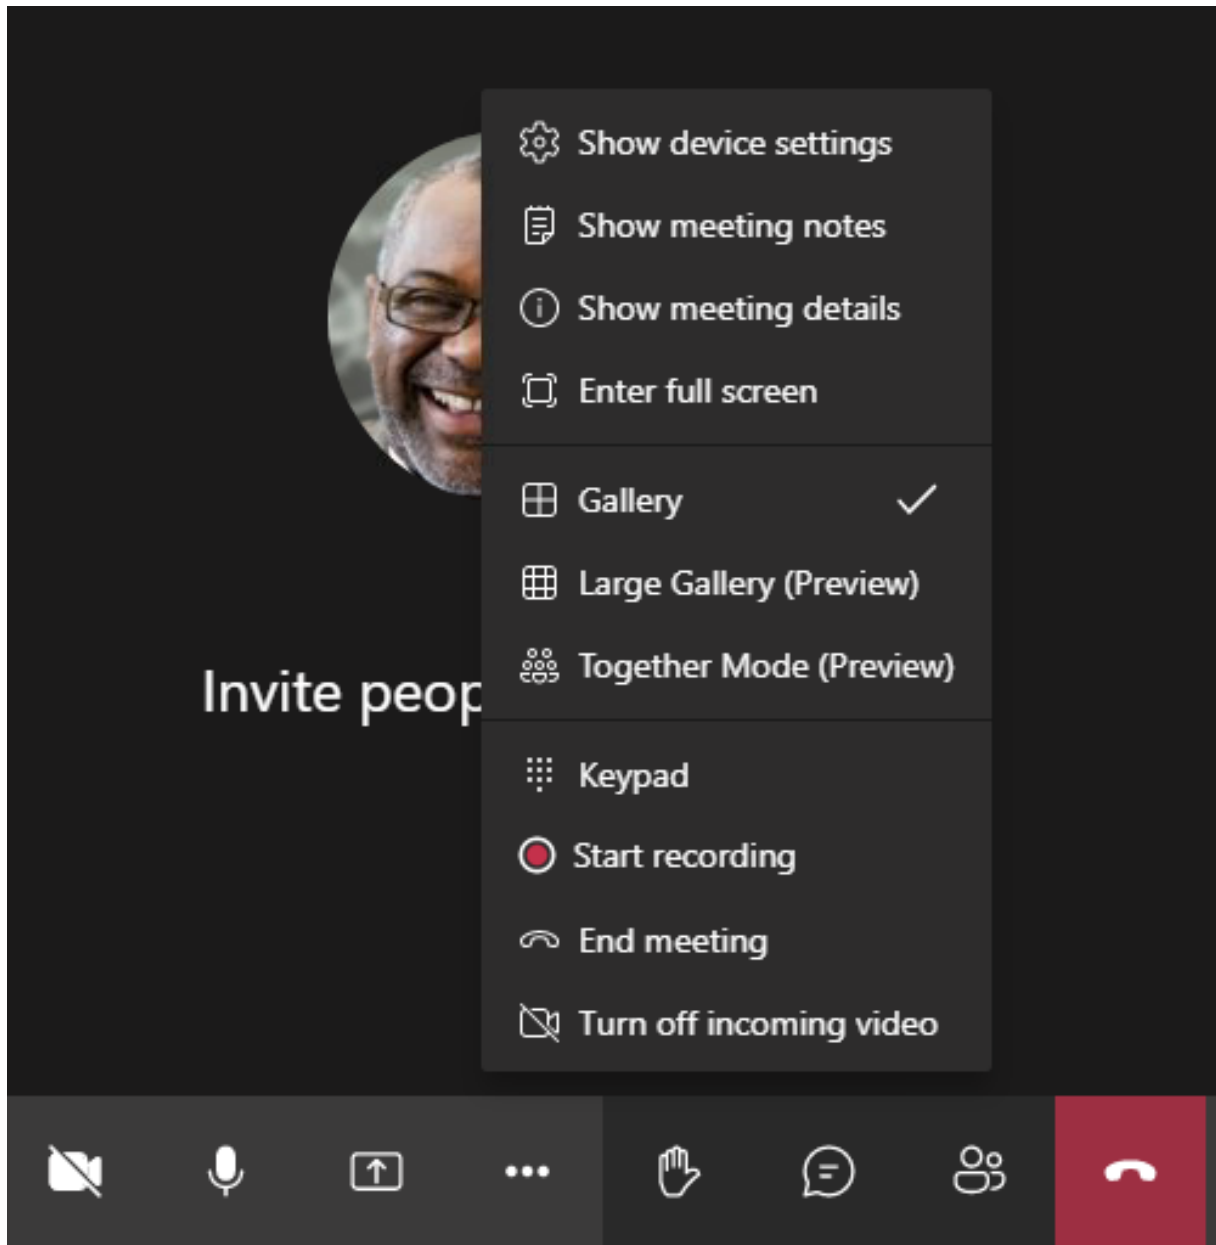 Show device settings
Show meeting notes
Show meeting details
Enter full screen
Gallery
Large Gallery (Preview)
Together Mode (Preview)
Invite
Keypad
Start recording
End meeting
Turn off incoming video